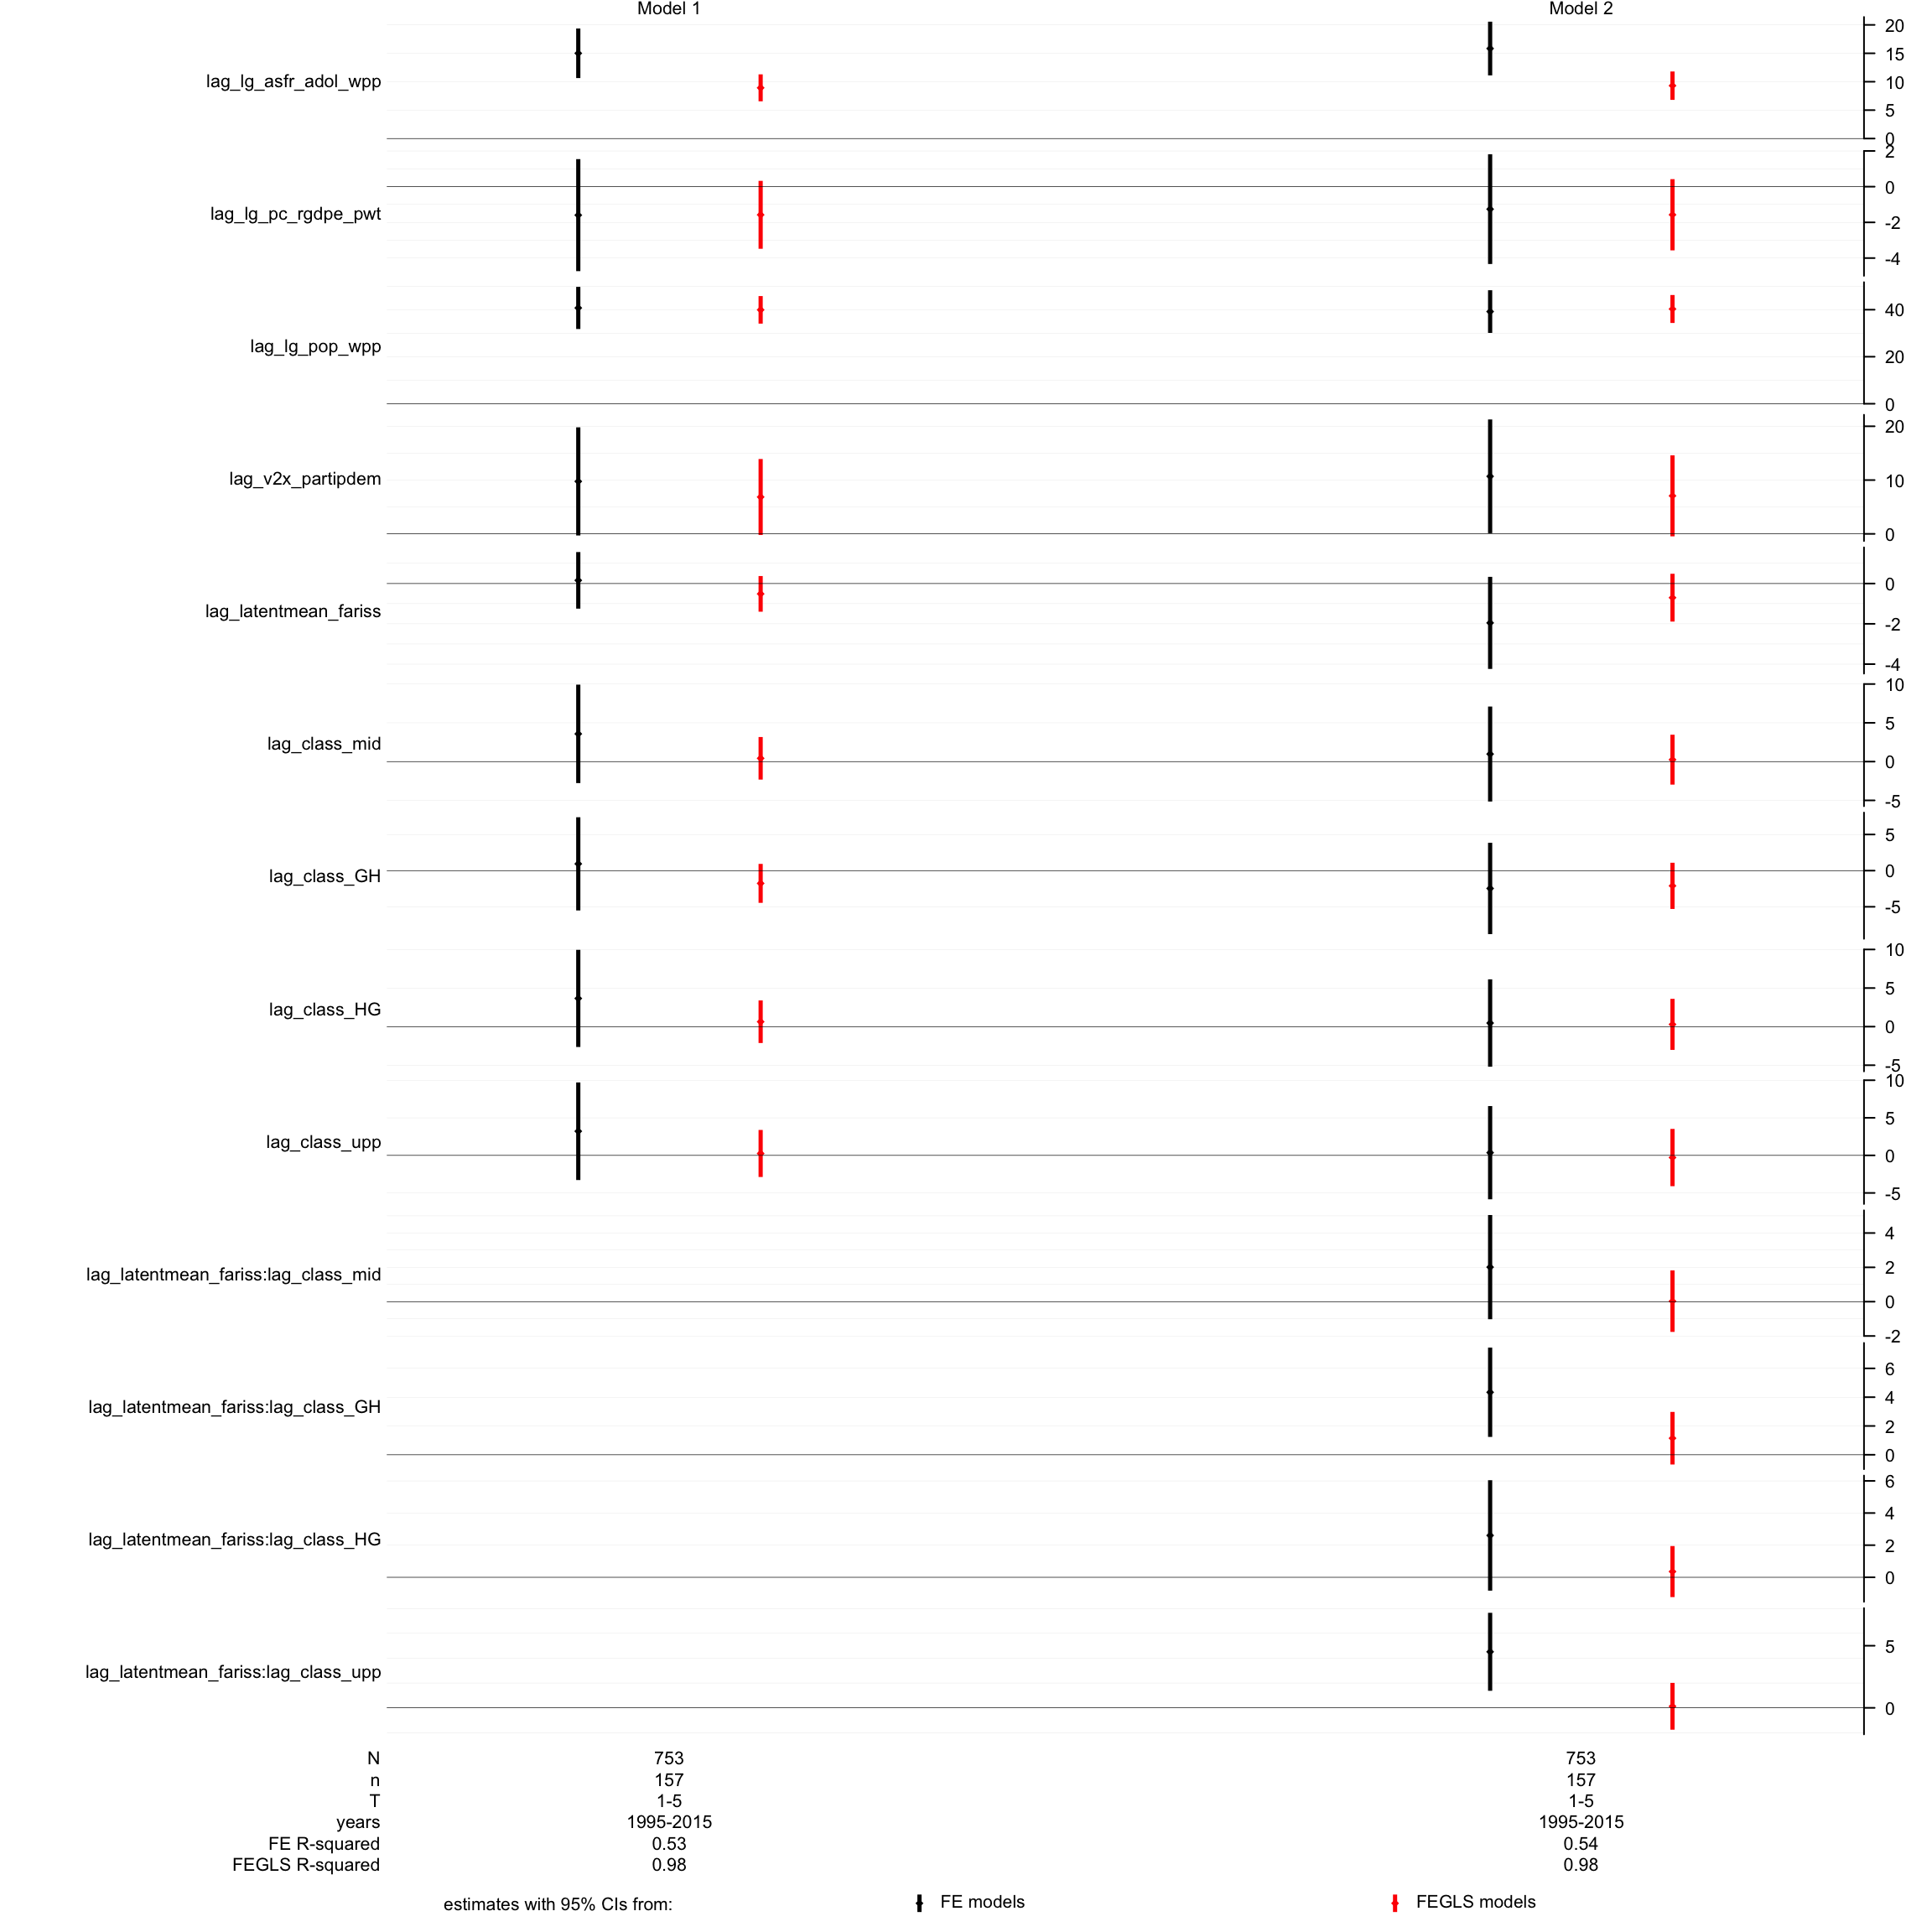 Model 1 Model 2
20
15
lag_lg_asfr_adol_wpp 10
5
0
2
0
lag_lg_pc_rgdpe_pwt
-2
-4
40
lag_lg_pop_wpp
20
0
20
lag_v2x_partipdem 10
0
0
lag_latentmean_fariss
-2
-4
10
5
lag_class_mid
0
-5
5
0
lag_class_GH
-5
10
5
lag_class_HG
0
-5
10
5
lag_class_upp
0
-5
4
2
lag_latentmean_fariss:lag_class_mid
0
-2
6
4
lag_latentmean_fariss:lag_class_GH
2
0
6
4
lag_latentmean_fariss:lag_class_HG
2
0
5
lag_latentmean_fariss:lag_class_upp
0
N 753 753
n 157 157
T 1-5 1-5
years 1995-2015 1995-2015
FE R-squared 0.53 0.54
FEGLS R-squared 0.98 0.98
estimates with 95% CIs from: FE models FEGLS models